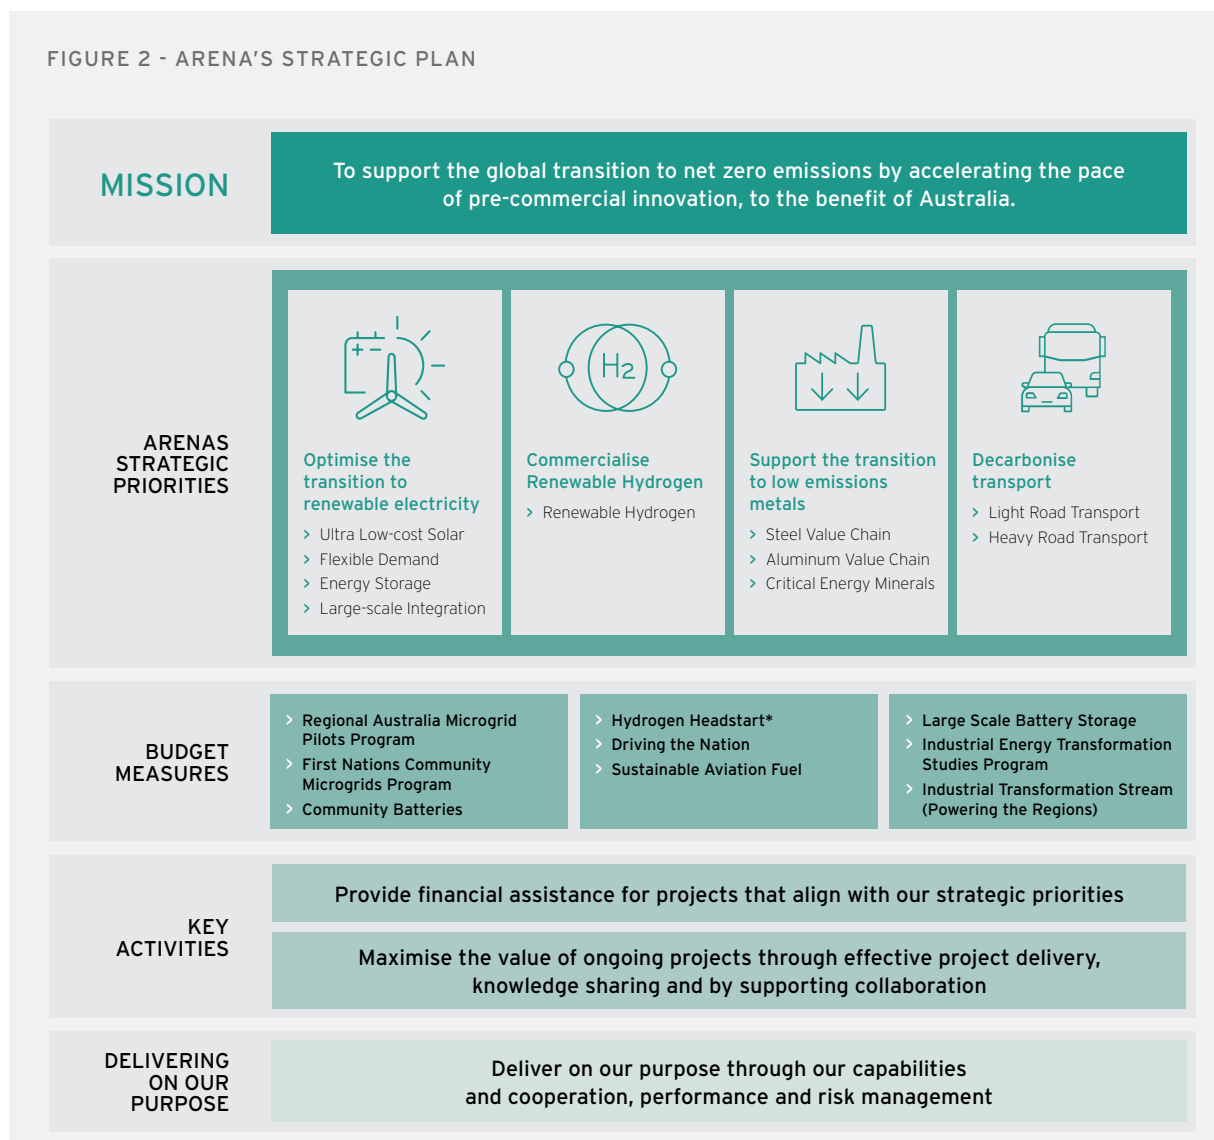 FIGURE 2 - ARENA'S STRATEGIC PLAN
MISSION
To support the global transition to net zero emissions by accelerating the pace
of pre-commercial innovation, to the benefit of Australia.
ARENAS
STRATEGIC
PRIORITIES
+ −
H2
Optimise the
transition to
renewable electricity
> Ultra Low-cost Solar
> Flexible Demand
> Energy Storage
> Large-scale Integration
Commercialise
Renewable Hydrogen
> Renewable Hydrogen
Support the transition
to low emissions
metals
> Steel Value Chain
> Aluminum Value Chain
> Critical Energy Minerals
Decarbonise
transport
> Light Road Transport
> Heavy Road Transport
BUDGET
MEASURES
> Regional Australia Microgrid
Pilots Program
> First Nations Community
Microgrids Program
> Community Batteries
> Hydrogen Headstart*
> Driving the Nation
> Sustainable Aviation Fuel
> Large Scale Battery Storage
> Industrial Energy Transformation
Studies Program
> Industrial Transformation Stream
(Powering the Regions)
KEY
ACTIVITIES
Provide financial assistance for projects that align with our strategic priorities
Maximise the value of ongoing projects through effective project delivery,
knowledge sharing and by supporting collaboration
DELIVERING
ON OUR
PURPOSE
Deliver on our purpose through our capabilities
and cooperation, performance and risk management